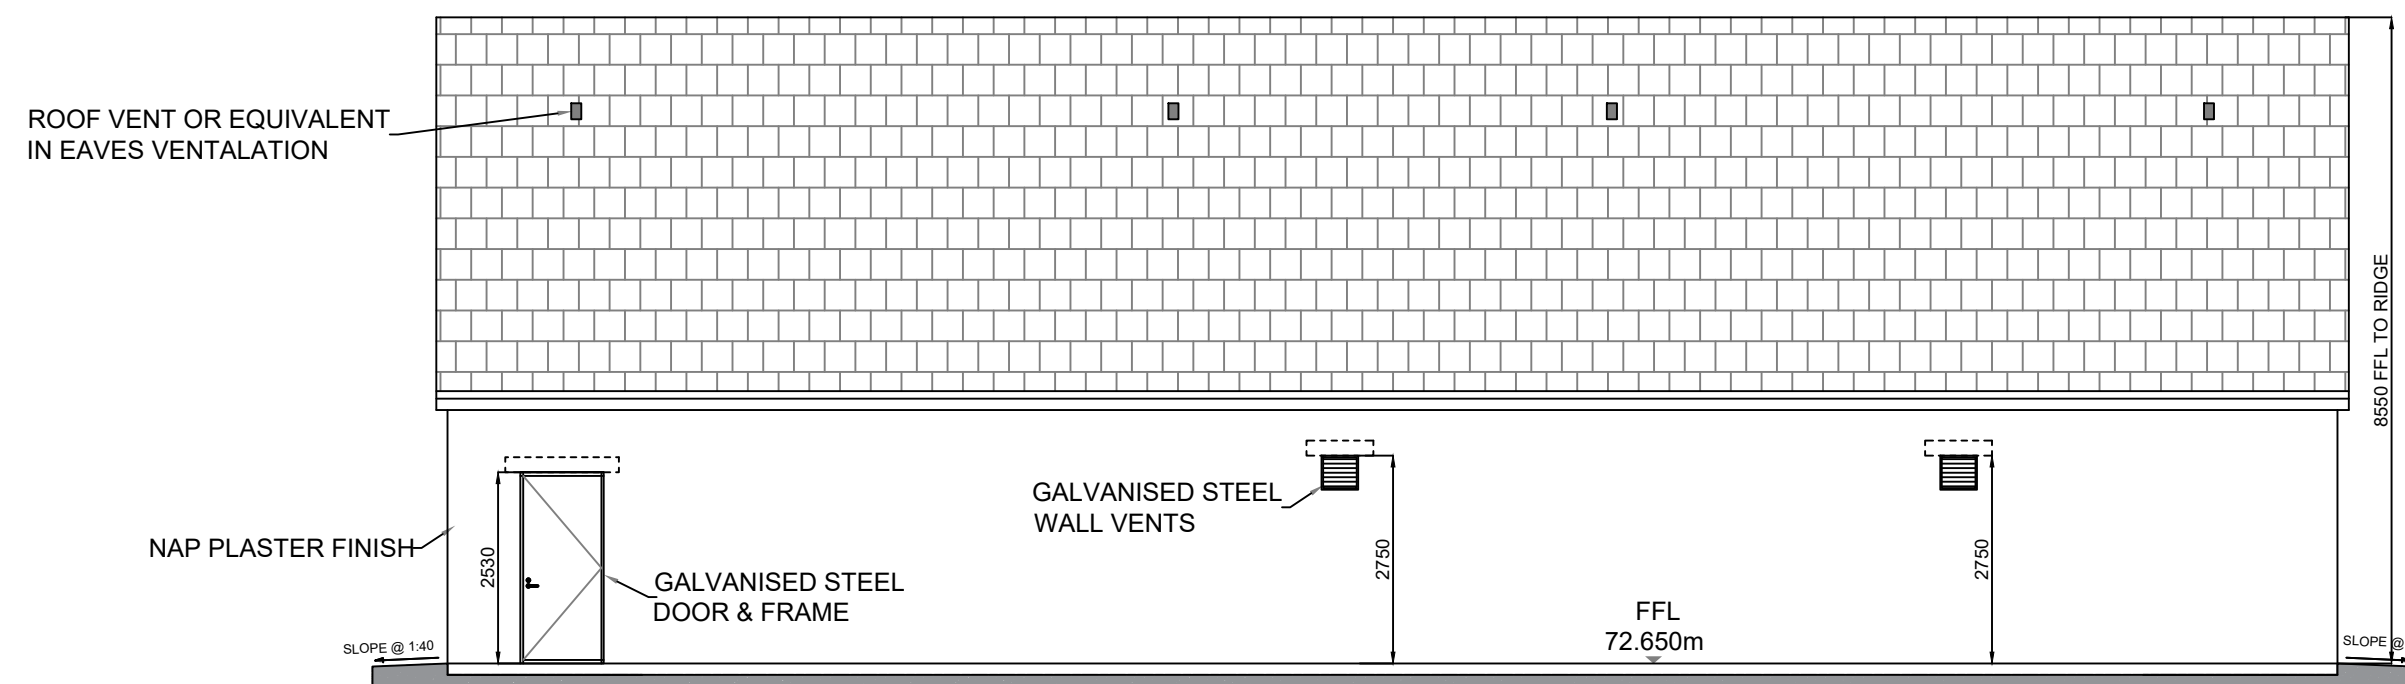 ROOF VENT OR EQUIVALENT
IN EAVES VENTALATION
8550 FFL TO RIDGE
GALVANISED STEEL
WALL VENTS
NAP PLASTER FINISH
2530
GALVANISED STEEL
DOOR & FRAME
2750
2750
FFL
72.650m
SLOPE @ 1:40
SLOPE @